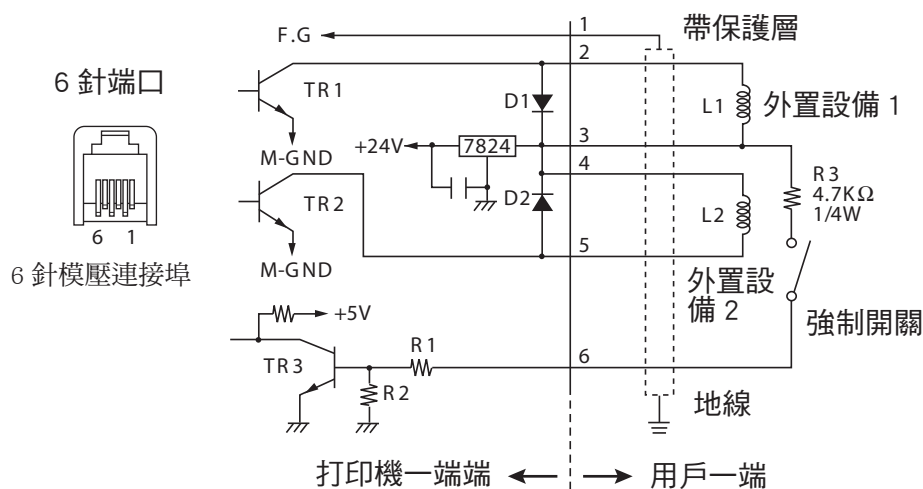 6 針端口
6 1
6 針模壓連接埠
F.G
1
帶保護層
2
TR1
D1
L1
外置設備 1
M-GND
+24V
7824
3
4
R3
4.7KΩ
1/4W
TR2
D2
L2
M-GND
5
外置設
備 2
+5V
強制開關
TR3
R1
6
R2
地線
打印機一端端
用戶一端